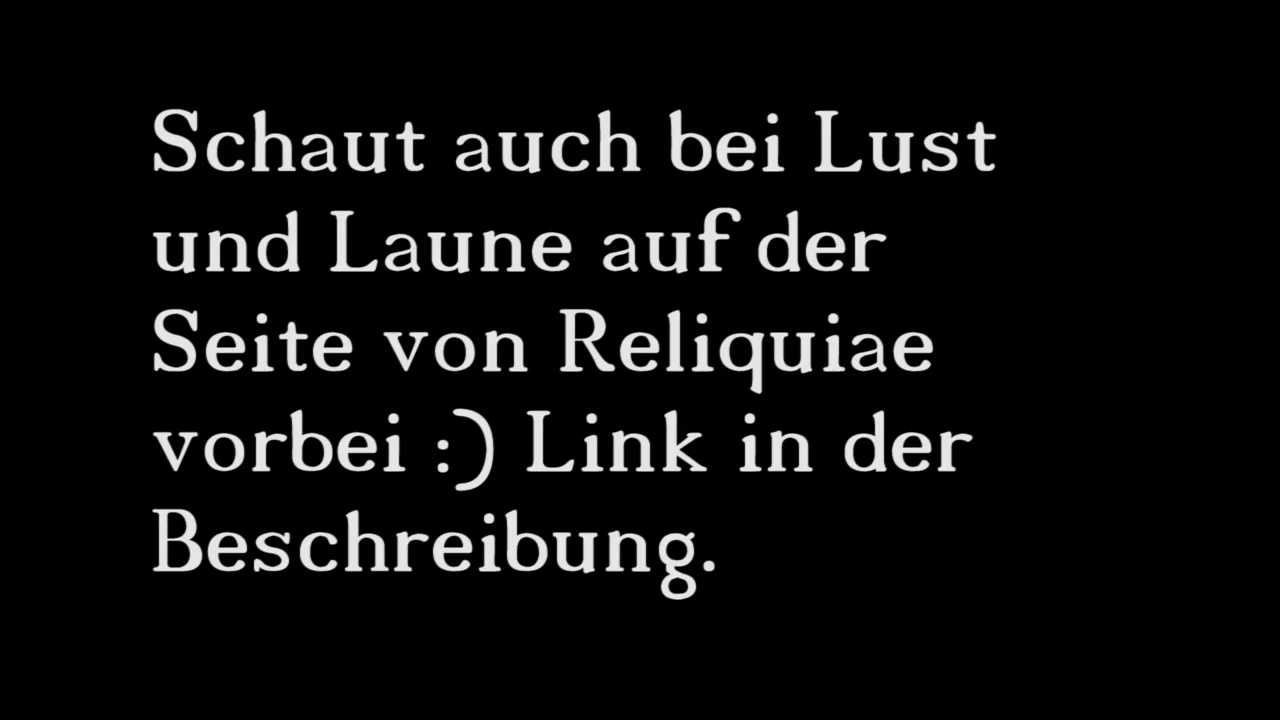 Schaut auch bei Lust
und Laune auf der
Seite von Reliquiae
vorbei :) Link in der
Beschreibung.